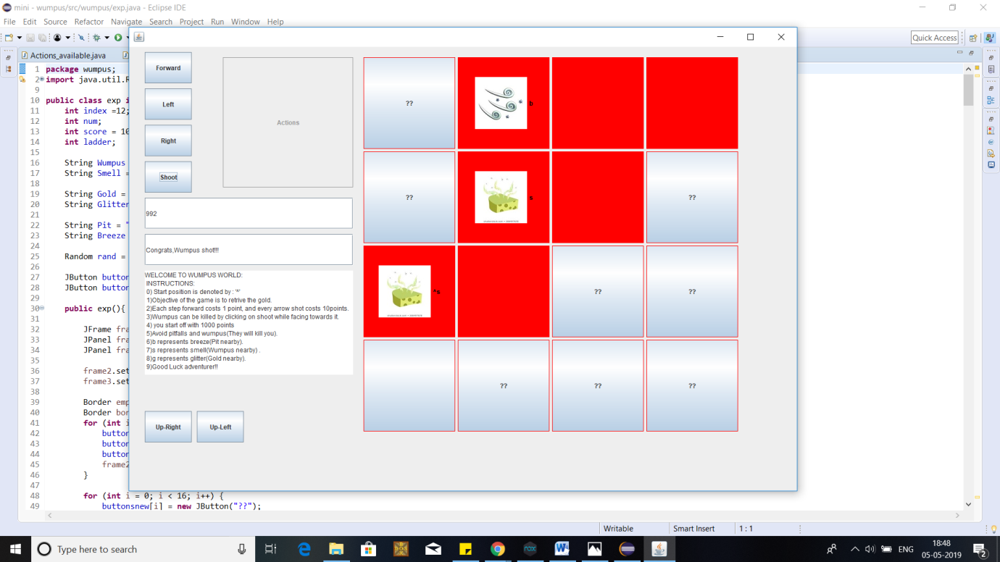 mini - wumpus/src/wumpus/exp.java - Eclipse IDE
File Edit Source Refactor Navigate Search Project Run Window Help
Quick Access
Actions_available.java
1 package wumpus;
2 import java.util.R
9
10 public class exp i
11 int index =12;
12 int num;
13 int score = 10
14 int ladder;
15
16 String Wumpus
17 String Smell =
18
19 String Gold =
20 String Glitter
21
22 String Pit = "
23 String Breeze
24
25 Random rand =
26
27 JButton button
28 JButton button
29
30 public exp(){
31
32 JFrame fra
33 JPanel fra
34 JPanel fra
35
36 frame2.set
37 frame3.set
38
39 Border emp
40 Border bor
41 for (int i
42 button
43 button
44 button
45 frame2
46 }
47
48 for (int i = 0; i < 16; i++) {
49 buttonsnew[i] = new JButton("??");
Forward
Left
Right
Shoot
Actions
992
Congrats,Wumpus shot!!!
WELCOME TO WUMPUS WORLD:
INSTRUCTIONS:
0) Start position is denoted by : '*'
1)Objective of the game is to retrive the gold.
2)Each step forward costs 1 point, and every arrow shot costs 10points.
3)Wumpus can be killed by clicking on shoot while facing towards it.
4) you start off with 1000 points
5)Avoid pitfalls and wumpus(They will kill you).
6)b represents breeze(Pit nearby).
7)s represents smell(Wumpus nearby) .
8)g represents glitter(Gold nearby).
9)Good Luck adventurer!!
Up-Right Up-Left
?? b
?? s ??
*s ?? ??
?? ?? ??
Writable Smart Insert 1 : 1
Type here to search
ENG
18:48
05-05-2019
2